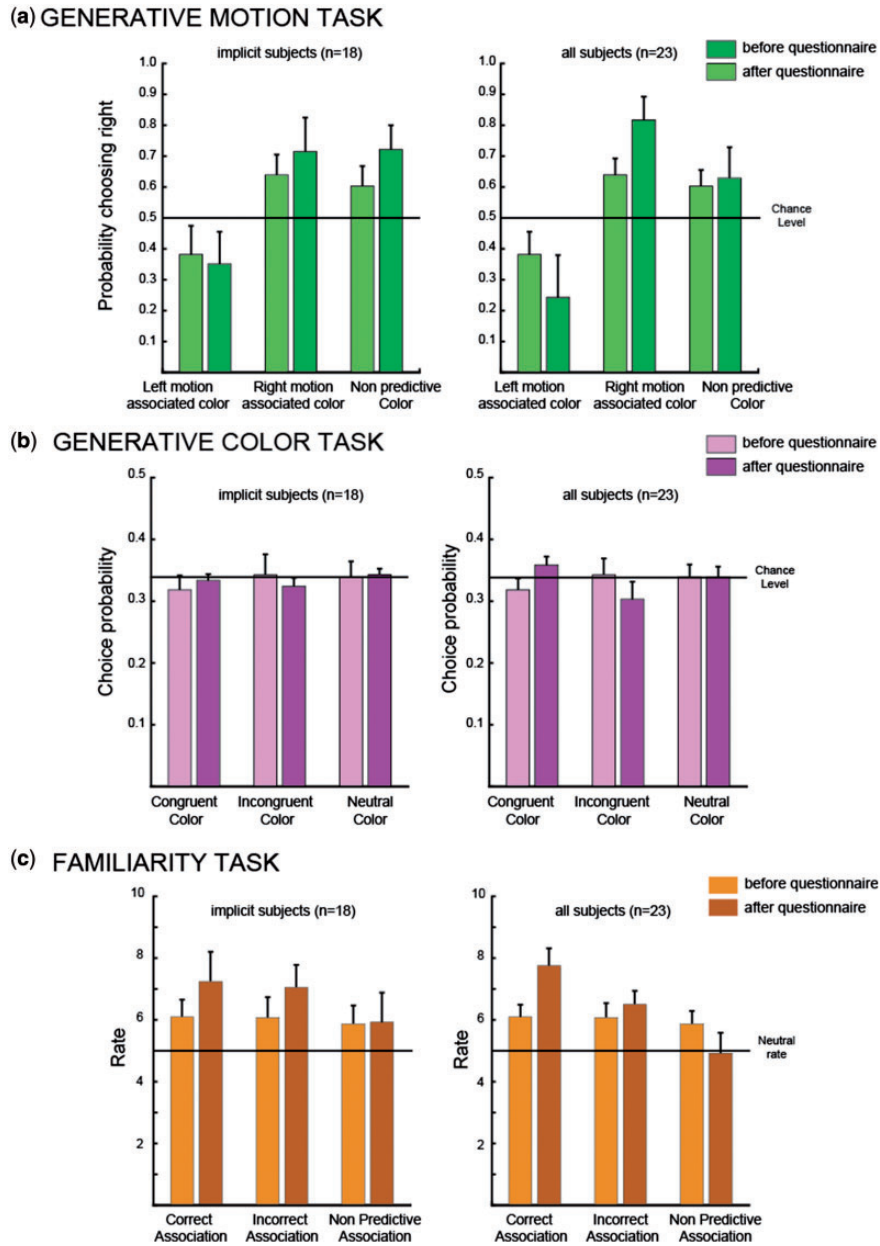 (a) GENERATIVE MOTION TASK
implicit subjects (n=18)
all subjects (n=23)
before questionnaire
after questionnaire
Probability choosing right
1.0
0.9
0.8
0.7
0.6
0.5
0.4
0.3
0.2
0.1
Left motion
associated color
Right motion
associated color
Non predictive
Color
1.0
0.9
0.8
0.7
0.6
0.5
0.4
0.3
0.2
0.1
Chance
Level
Left motion
associated color
Right motion
associated color
Non predictive
Color
(b) GENERATIVE COLOR TASK
before questionnaire
after questionnaire
implicit subjects (n=18)
all subjects (n=23)
Choice probability
0.5
0.4
0.3
0.2
0.1
Congruent
Color
Incongruent
Color
Neutral
Color
Choice probability
0.5
0.4
0.3
0.2
0.1
Chance
Level
Congruent
Color
Incongruent
Color
Neutral
Color
(c) FAMILIARITY TASK
before questionnaire
after questionnaire
implicit subjects (n=18)
all subjects (n=23)
Rate
10
8
6
4
2
Correct
Association
Incorrect
Association
Non Predictive
Association
Rate
10
8
6
4
2
Neutral
rate
Correct
Association
Incorrect
Association
Non Predictive
Association